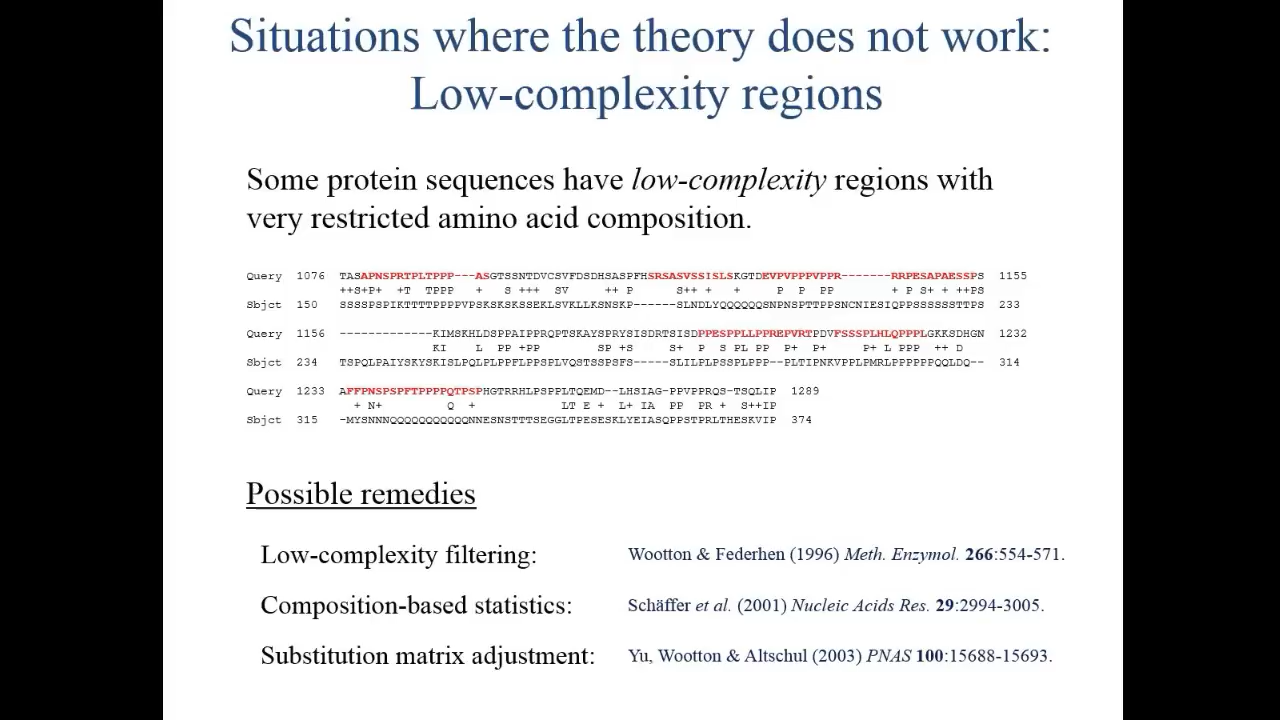 Situations where the theory does not work:
Low-complexity regions
Some protein sequences have low-complexity regions with
very restricted amino acid composition.
Query 1076 TASAPNSPRTPLTPPP---ASGTSSNTDVCSVFDSDHSASPFHSRSASVSSISLSKGTDEVPVPPPVPPR-------RRPESAPAESSPS 1155
++S+P+ +T TPPP + S +++ SV ++ P S++ + + P P PP + P S+ + ++PS
Sbjct 150 SSSSPSPIKTTTTPPPPVPSKSKSKSSEKLSVKLLKSNSKP------SLNDLYQQQQQSNPNSPTTPPSNCNIESIQPPSSSSSSTTPS 233
Query 1156 -------------KIMSKHLDSPPAIPPRQPTSKAYSPRYSISDRTSISDPPESPPLLPPREPVRTPDVFSSSPLHLQPPPLGKKSDHGN 1232
KI L PP +PP SP +S S+ P S PL PP P+ P+ P+ L PPP ++ D
Sbjct 234 TSPQLPAIYSKYSKISLPQLPLPPFLPPSPLVQSTSSPSFS-----SLILPLPSSPLPPP--PLTIPNKVPPLPMRLPPPPPPQQLDQ-- 314
Query 1233 AFFPNSPSPFTPPPPQTPSPHGTRRHLPSPPLTQEMD--LHSIAG-PPVPPRQS-TSQLIP 1289
+ N+ Q + LT E + L+ IA PP PR + S++IP
Sbjct 315 -MYSNNNQQQQQQQQQQQNNESNSTTTSEGGLTPESESKLYEIASQPPSTPRLTHESKVIP 374
Possible remedies
Low-complexity filtering: Wootton & Federhen (1996) Meth. Enzymol. 266:554-571.
Composition-based statistics: Schäffer et al. (2001) Nucleic Acids Res. 29:2994-3005.
Substitution matrix adjustment: Yu, Wootton & Altschul (2003) PNAS 100:15688-15693.